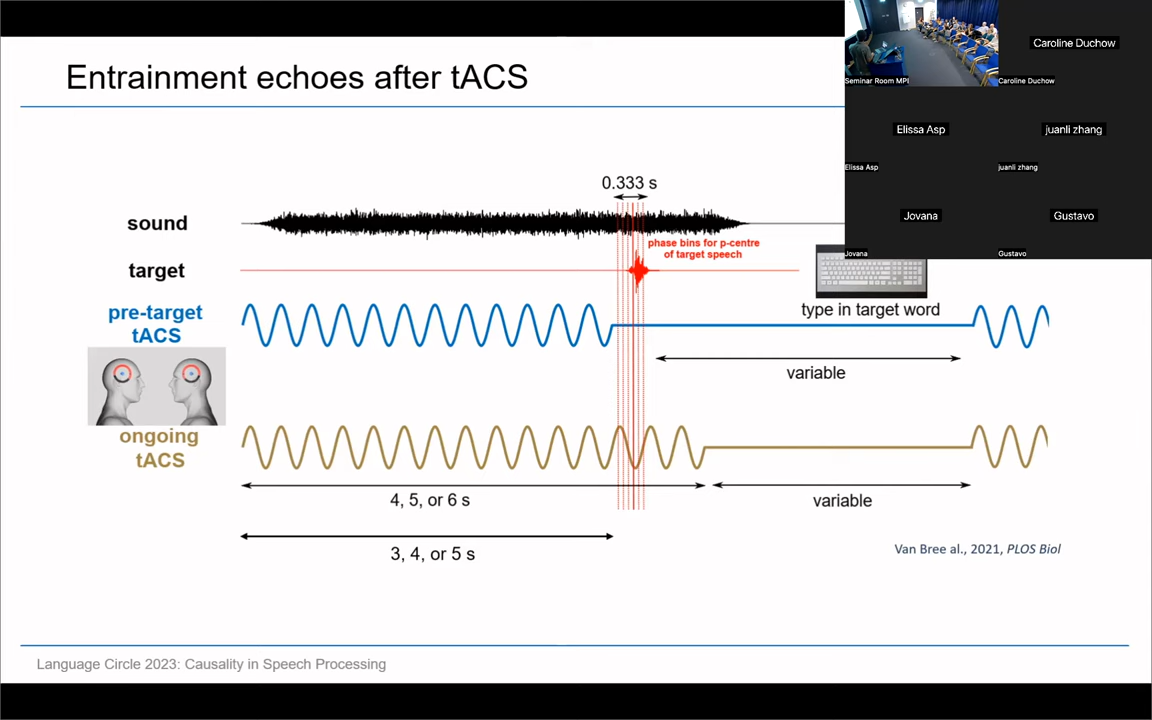 Entrainment echoes after tACS
0.333 s
sound
phase bins for p-centre
of target speech
target
pre-target
tACS
type in target word
variable
ongoing
tACS
4, 5, or 6 s
variable
3, 4, or 5 s
Van Bree al., 2021, PLOS Biol
Language Circle 2023: Causality in Speech Processing
Seminar Room MPI
Caroline Duchow
Caroline Duchow
Elissa Asp
juanli zhang
Elissa Asp
juanli zhang
Jovana
Gustavo
Jovana
Gustavo